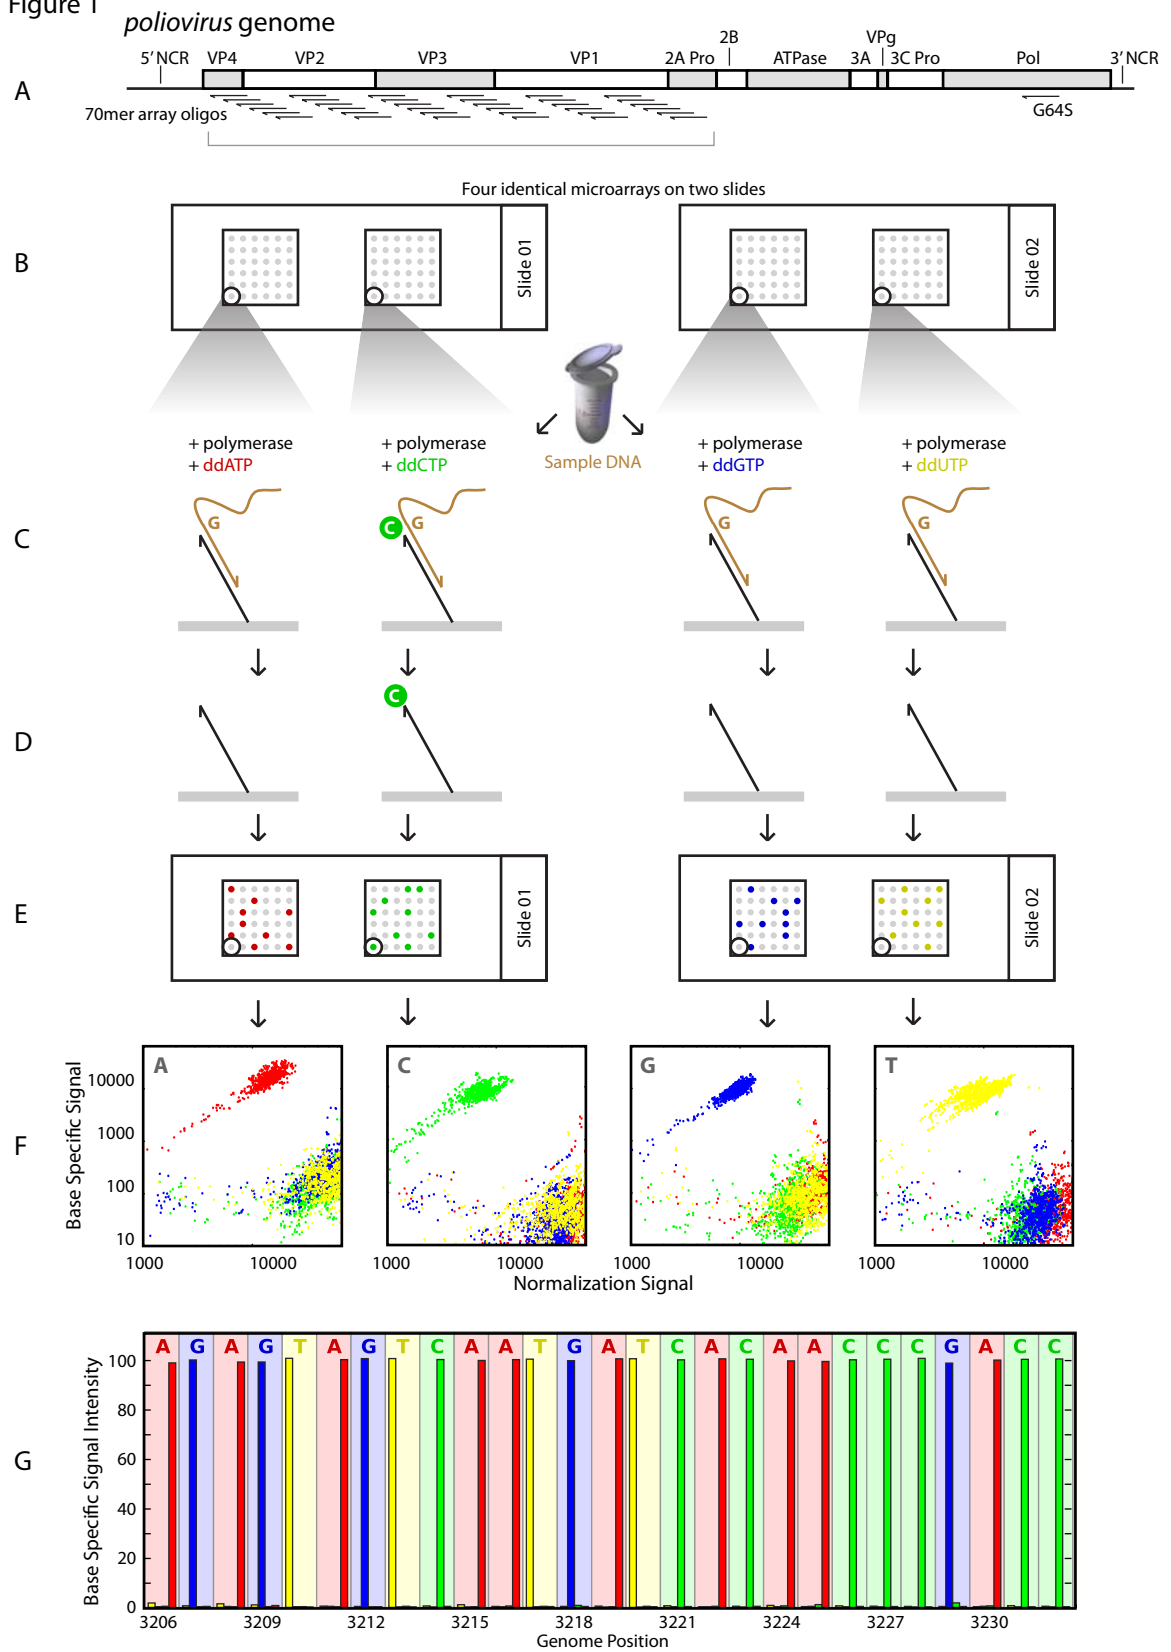 Figure 1
poliovirus genome
5′ NCR
VP4
VP2
VP3
VP1
2A Pro
2B
ATPase
3A
VPg
3C Pro
Pol
3′ NCR
A
70mer array oligos
G64S
Four identical microarrays on two slides
B
Slide 01
Slide 02
+ polymerase
+ ddATP
+ polymerase
+ ddCTP
Sample DNA
+ polymerase
+ ddGTP
+ polymerase
+ ddUTP
C
G
C
G
G
G
D
C
E
Slide 01
Slide 02
F
Base Specific Signal
10000
1000
100
10
A
C
G
T
1000 10000
1000 10000
1000 10000
1000 10000
Normalization Signal
G
Base Specific Signal Intensity
A G A G T A G T C A A T G A T C A C A A C C C G A C C
100
80
60
40
20
0
3206 3209 3212 3215 3218 3221 3224 3227 3230
Genome Position